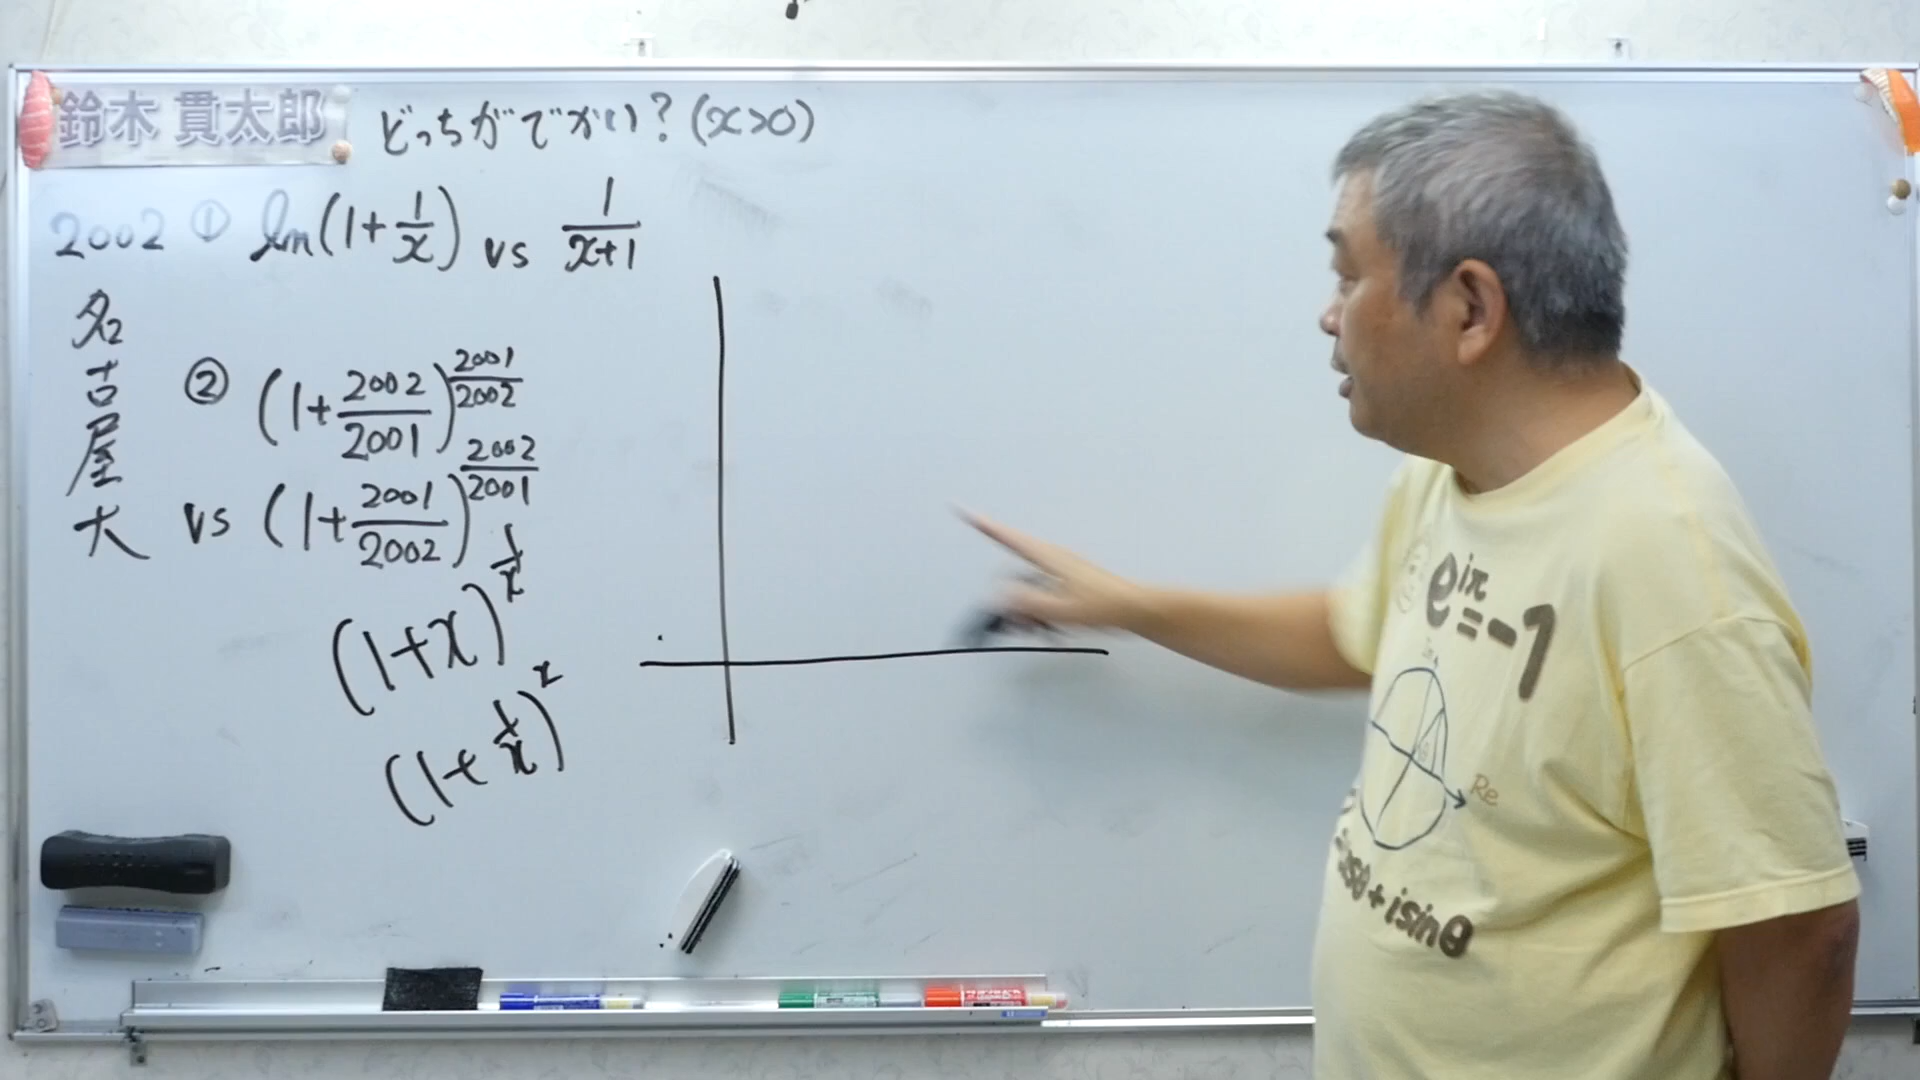 鈴木 貫太郎
どっちがでかい? (x>0)
2002 ① ln(1+1/x) vs 1/(x+1)
名古屋大
② (1+2002/2001)^(2001/2002)
vs (1+2001/2002)^(2002/2001)
(1+x)^(1/x)
(1+1/x)^x
e^iπ=-1
Re
θ+isinθ